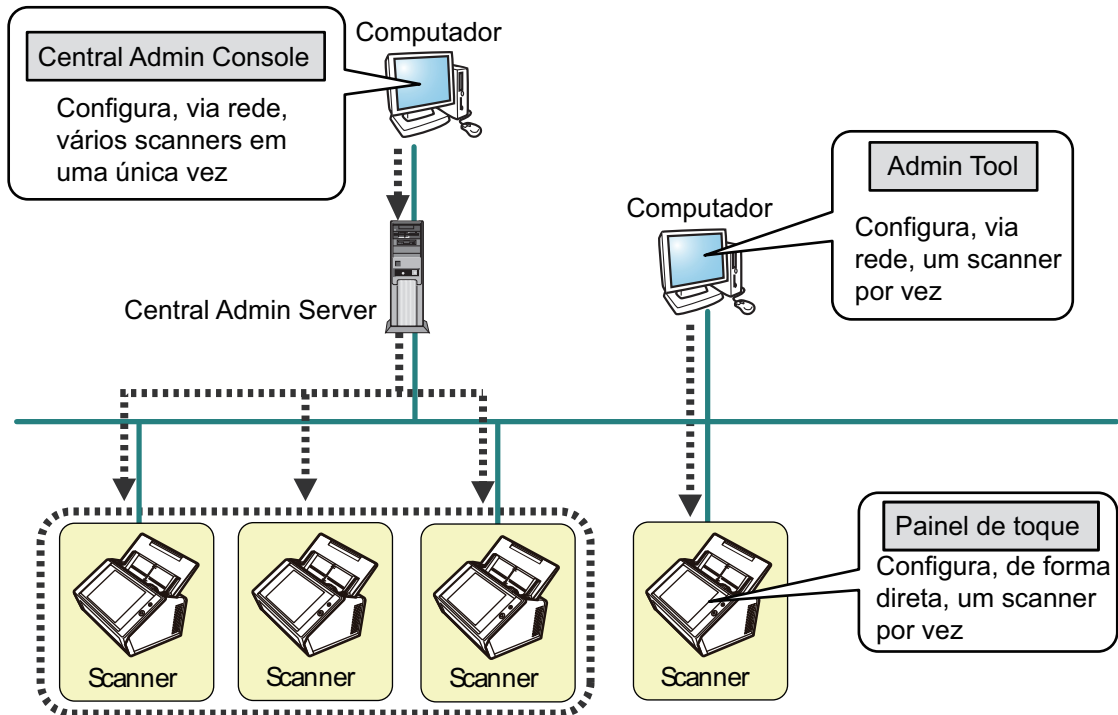 Computador
Central Admin Console
Configura, via rede,
vários scanners em
uma única vez
Central Admin Server
Computador
Admin Tool
Configura, via
rede, um scanner
por vez
Painel de toque
Configura, de forma
direta, um scanner
por vez
Scanner
Scanner
Scanner
Scanner